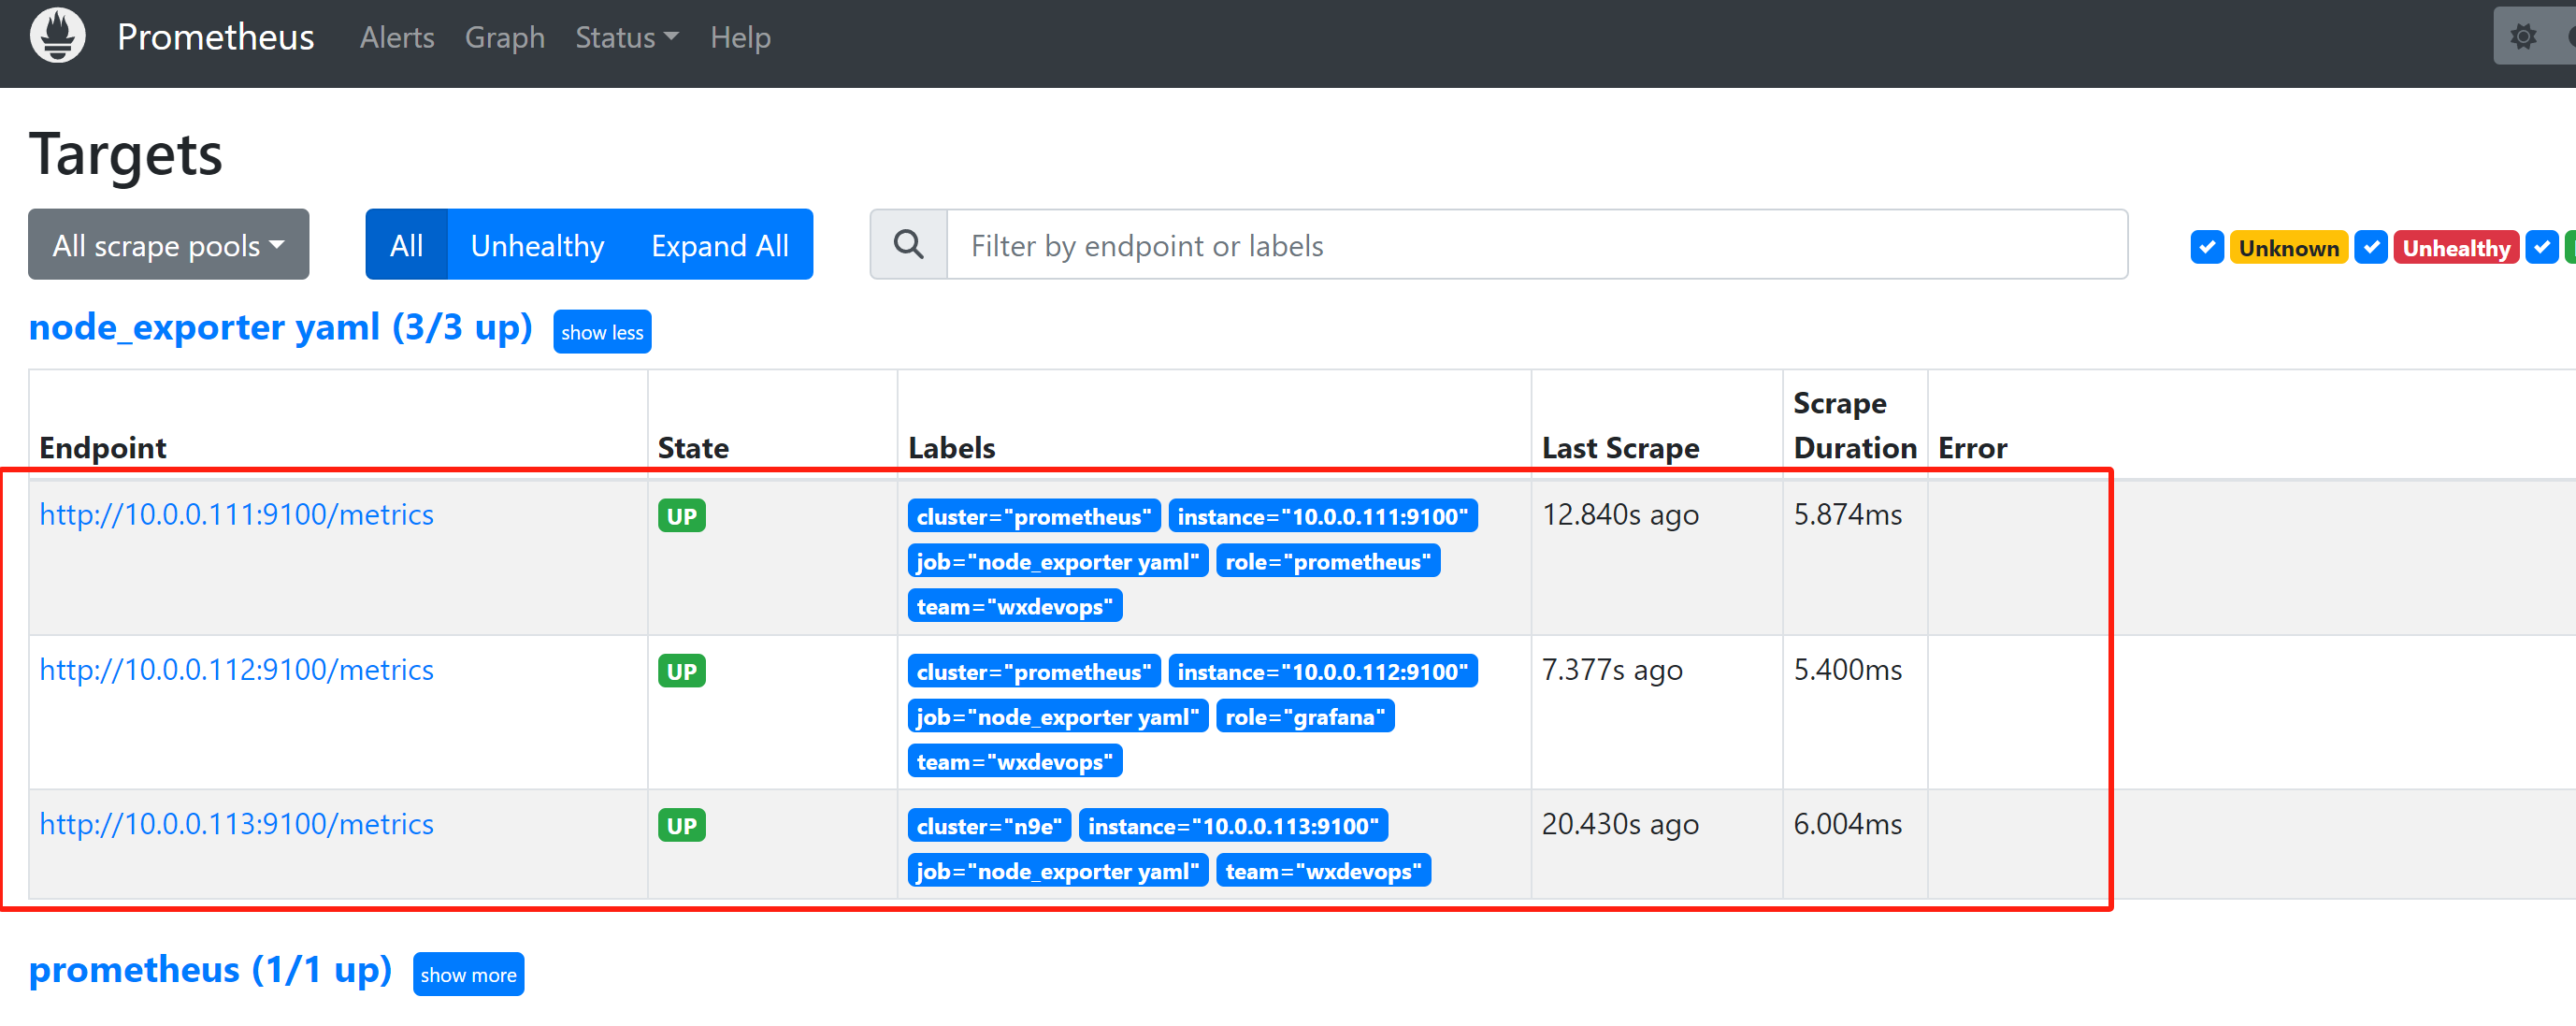 Prometheus Alerts Graph Status Help
Targets
All scrape pools All Unhealthy Expand All Filter by endpoint or labels Unknown Unhealthy
node_exporter yaml (3/3 up) show less
Endpoint State Labels Last Scrape Scrape Duration Error
http://10.0.0.111:9100/metrics UP cluster="prometheus" instance="10.0.0.111:9100" 12.840s ago 5.874ms
job="node_exporter yaml" role="prometheus"
team="wxdevops"
http://10.0.0.112:9100/metrics UP cluster="prometheus" instance="10.0.0.112:9100" 7.377s ago 5.400ms
job="node_exporter yaml" role="grafana"
team="wxdevops"
http://10.0.0.113:9100/metrics UP cluster="n9e" instance="10.0.0.113:9100" 20.430s ago 6.004ms
job="node_exporter yaml" team="wxdevops"
prometheus (1/1 up) show more